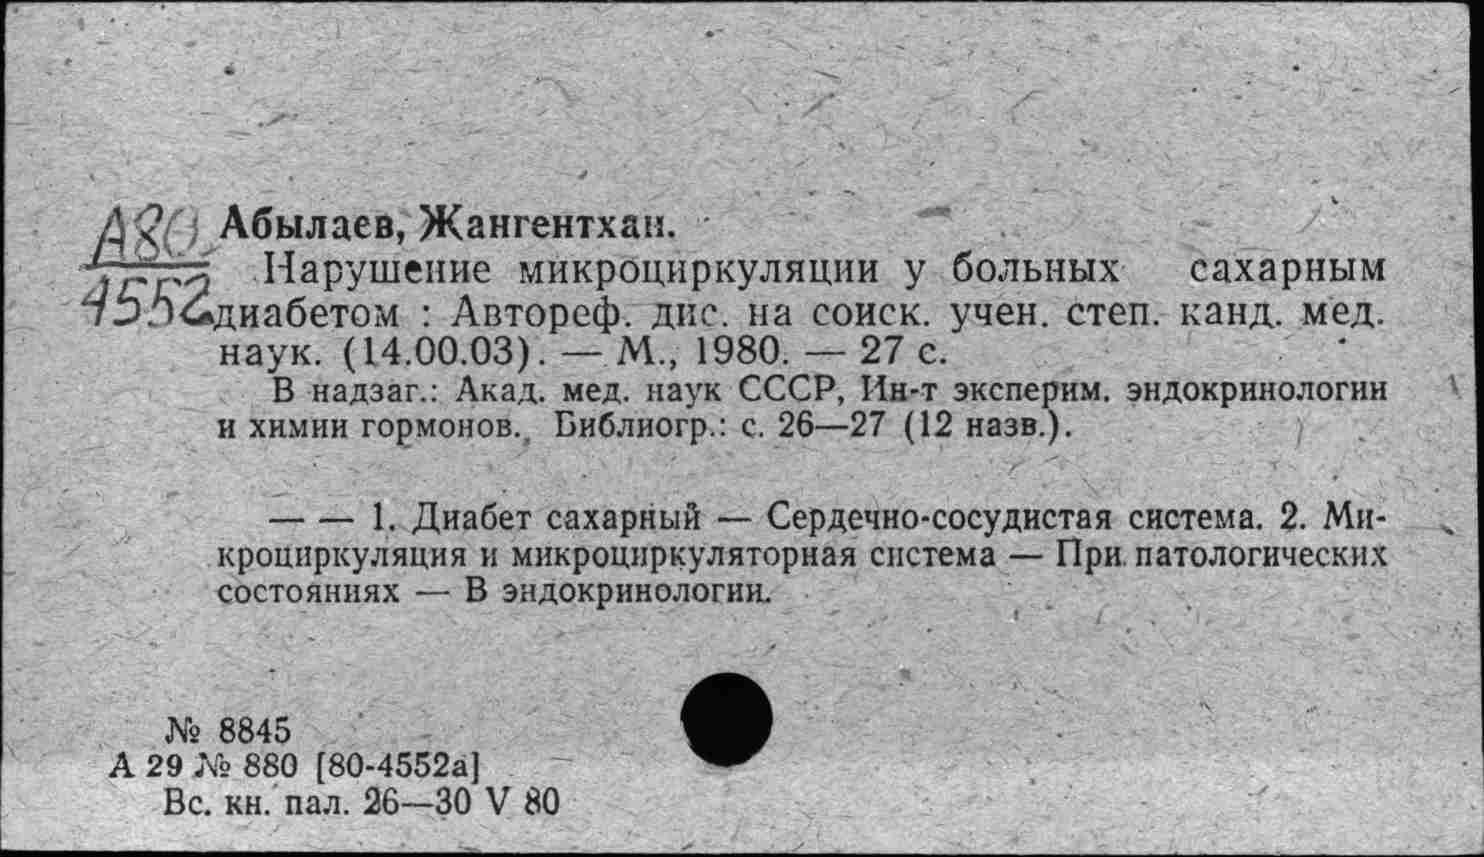 А80
4552
Абылаев, Жангентхан.
Нарушение микроциркуляции у больных сахарным
диабетом : Автореф. дис. на соиск. учен. степ. канд. мед.
наук. (14.00.03). — М., 1980. — 27 с.
В надзаг.: Акад. мед. наук СССР, Ин-т эксперим. эндокринологии
и химии гормонов. Библиогр.: с. 26—27 (12 назв.).
— — 1. Диабет сахарный — Сердечно-сосудистая система. 2. Ми-
кроциркуляция и микроциркуляторная система — При патологических
состояниях — В эндокринологии.
№ 8845
А 29 № 880 [80-4552а]
Вс. кн. пал. 26—30 V 80